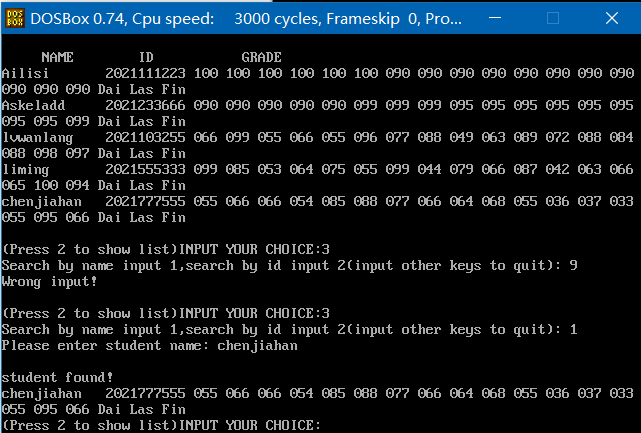 DOS BOX DOSBox 0.74, Cpu speed: 3000 cycles, Frameskip 0, Pro...
NAME ID GRADE
Ailisi 2021111223 100 100 100 100 100 100 090 090 090 090 090 090 090 090
090 090 090 Dai Las Fin
Askeladd 2021233666 090 090 090 090 090 099 099 099 095 095 095 095 095 095
095 095 099 Dai Las Fin
lvwanlang 2021103255 066 099 055 066 055 096 077 088 049 063 089 072 088 084
088 098 097 Dai Las Fin
liming 2021555333 099 085 053 064 075 055 099 044 079 066 087 042 063 066
065 100 094 Dai Las Fin
chenjiahan 2021777555 055 066 066 054 085 088 077 066 064 068 055 036 037 033
055 095 066 Dai Las Fin
(Press 2 to show list)INPUT YOUR CHOICE:3
Search by name input 1,search by id input 2(input other keys to quit): 9
Wrong input!
(Press 2 to show list)INPUT YOUR CHOICE:3
Search by name input 1,search by id input 2(input other keys to quit): 1
Please enter student name: chenjiahan
student found!
chenjiahan 2021777555 055 066 066 054 085 088 077 066 064 068 055 036 037 033
055 095 066 Dai Las Fin
(Press 2 to show list)INPUT YOUR CHOICE: